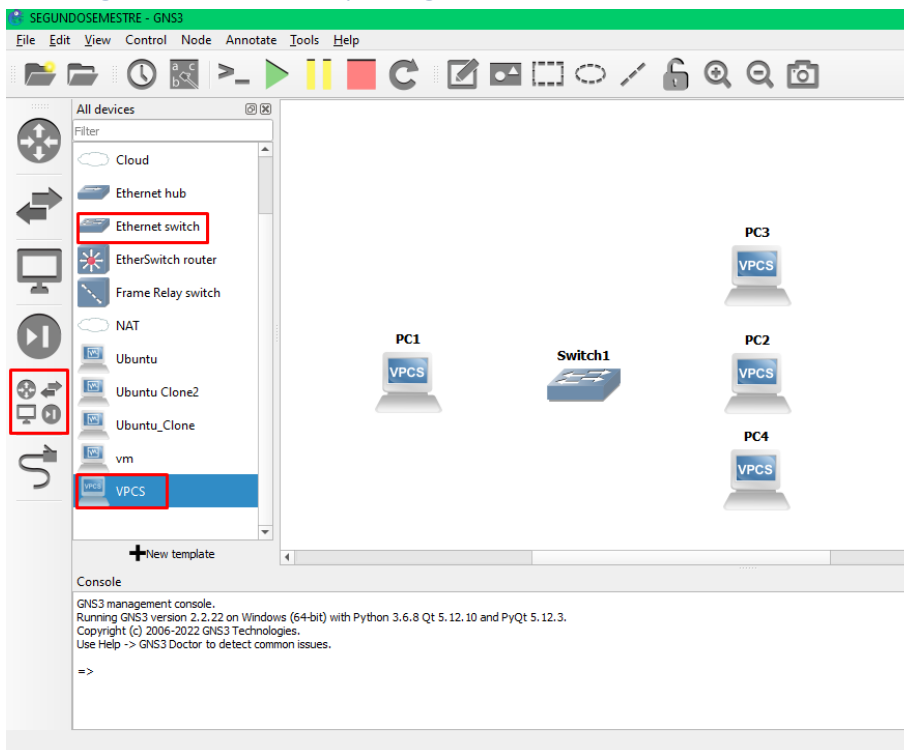 SEGUNDOSEMESTRE - GNS3
File Edit View Control Node Annotate Tools Help
All devices
Filter
Cloud
Ethernet hub
Ethernet switch
EtherSwitch router
Frame Relay switch
NAT
Ubuntu
Ubuntu Clone2
Ubuntu_Clone
vm
VPCS
New template
PC1
VPCS
Switch1
PC3
VPCS
PC2
VPCS
PC4
VPCS
Console
GNS3 management console.
Running GNS3 version 2.2.22 on Windows (64-bit) with Python 3.6.8 Qt 5.12.10 and PyQt 5.12.3.
Copyright (c) 2006-2022 GNS3 Technologies.
Use Help -> GNS3 Doctor to detect common issues.
=>